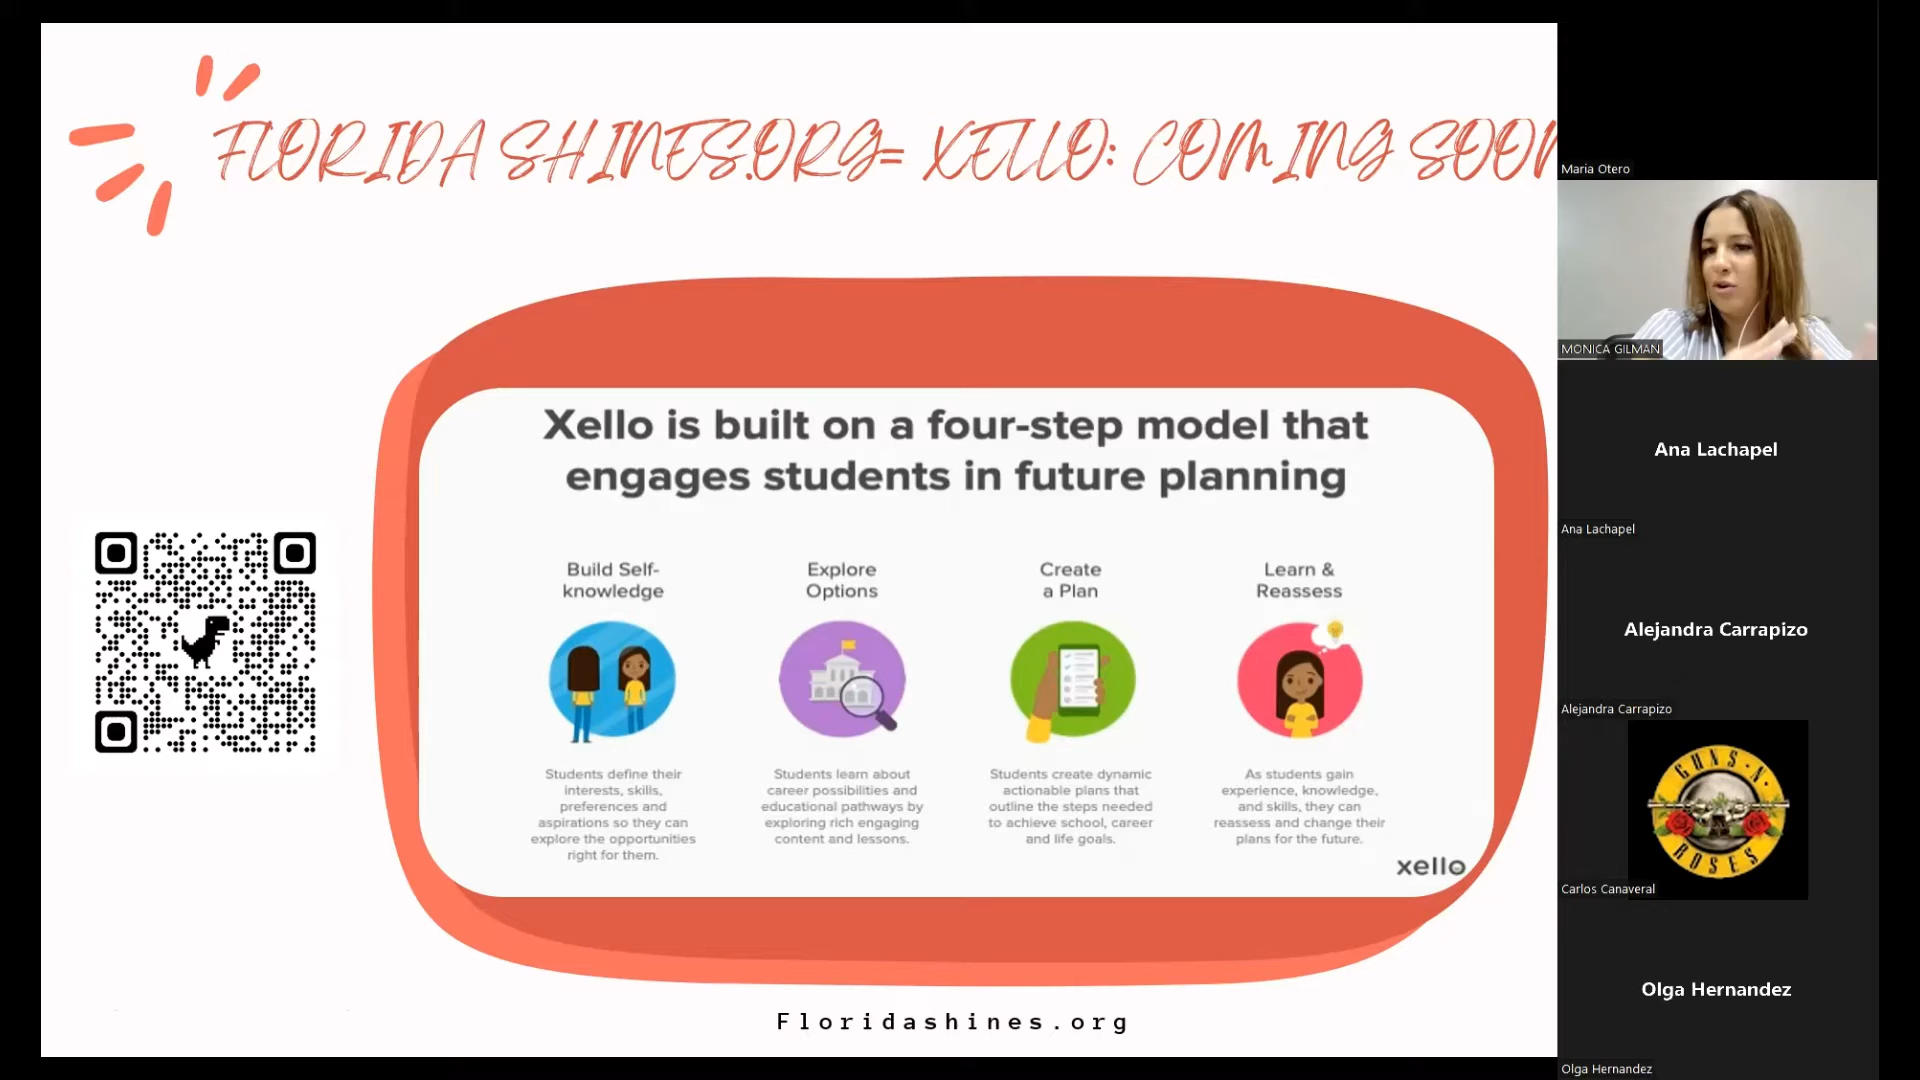 FLORIDA SHINES.ORG= XELLO: COMING SOON
Xello is built on a four-step model that
engages students in future planning
Build Self-
knowledge
Students define their
interests, skills,
preferences and
aspirations so they can
explore the opportunities
right for them.
Explore
Options
Students learn about
career possibilities and
educational pathways by
exploring rich engaging
content and lessons.
Create
a Plan
Students create dynamic
actionable plans that
outline the steps needed
to achieve school, career
and life goals.
Learn &
Reassess
As students gain
experience, knowledge,
and skills, they can
reassess and change their
plans for the future.
xello
Floridashines.org
Maria Otero
MONICA GILMAN
Ana Lachapel
Ana Lachapel
Alejandra Carrapizo
Alejandra Carrapizo
GUNS N'
ROSES
Carlos Canaveral
Olga Hernandez
Olga Hernandez